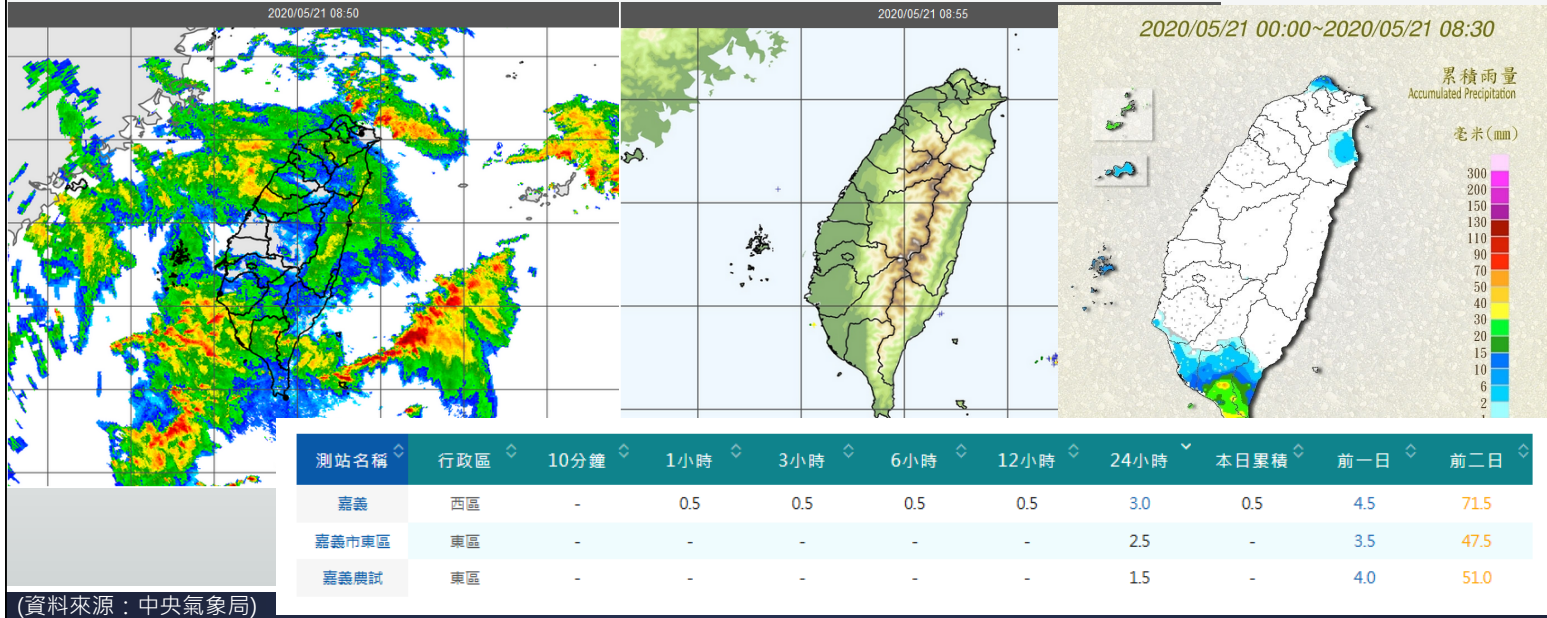 2020/05/21 08:50
2020/05/21 08:55
2020/05/21 00:00~2020/05/21 08:30
累積雨量
Accumulated Precipitation
毫米(mm)
300
200
150
130
110
90
70
50
40
30
20
15
10
6
2
測站名稱 行政區 10分鐘 1小時 3小時 6小時 12小時 24小時 本日累積 前一日 前二日
嘉義 西區 - 0.5 0.5 0.5 0.5 3.0 0.5 4.5 71.5
嘉義市東區 東區 - - - - - 2.5 - 3.5 47.5
嘉義農試 東區 - - - - - 1.5 - 4.0 51.0
(資料來源：中央氣象局)